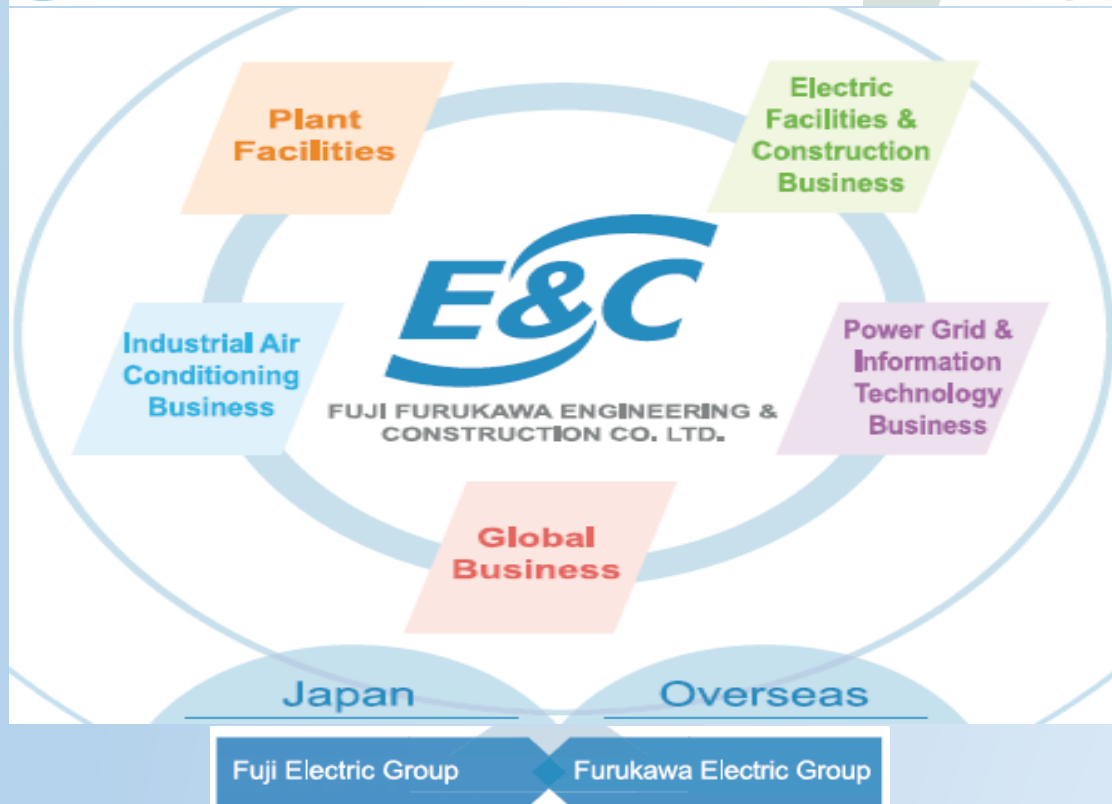 Plant
Facilities
Electric
Facilities &
Construction
Business
E&C
FUJI FURUKAWA ENGINEERING &
CONSTRUCTION CO. LTD.
Industrial Air
Conditioning
Business
Power Grid &
Information
Technology
Business
Global
Business
Japan
Overseas
Fuji Electric Group
Furukawa Electric Group